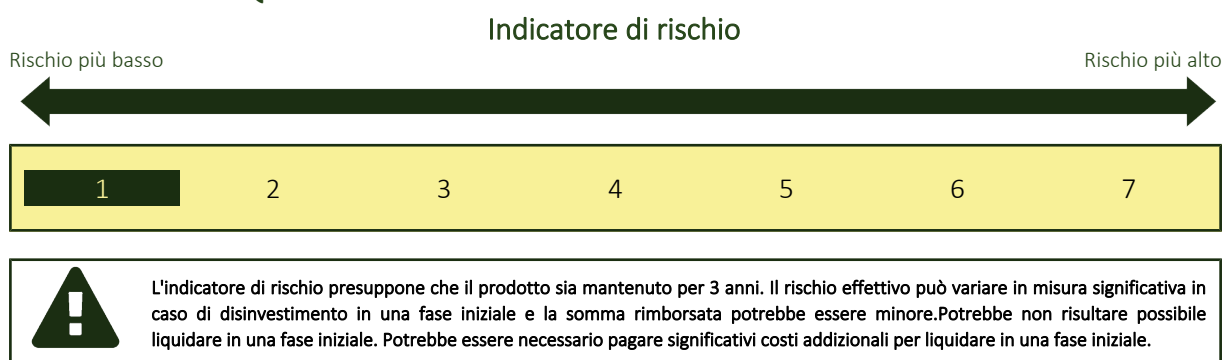 Indicatore di rischio
Rischio più basso
Rischio più alto
1 2 3 4 5 6 7
L'indicatore di rischio presuppone che il prodotto sia mantenuto per 3 anni. Il rischio effettivo può variare in misura significativa in
caso di disinvestimento in una fase iniziale e la somma rimborsata potrebbe essere minore.Potrebbe non risultare possibile
liquidare in una fase iniziale. Potrebbe essere necessario pagare significativi costi addizionali per liquidare in una fase iniziale.